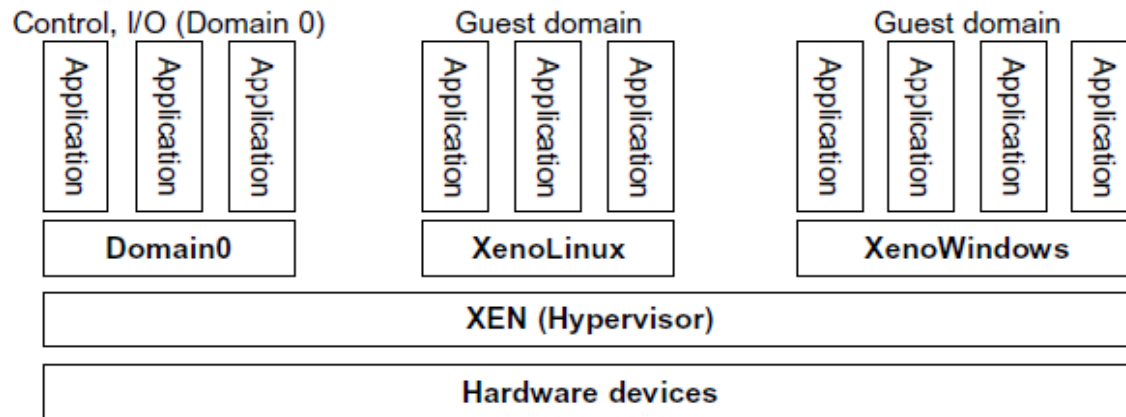 Control, I/O (Domain 0)
Guest domain
Guest domain
Application
Application
Application
Application
Application
Application
Application
Application
Application
Application
Domain0
XenoLinux
XenoWindows
XEN (Hypervisor)
Hardware devices